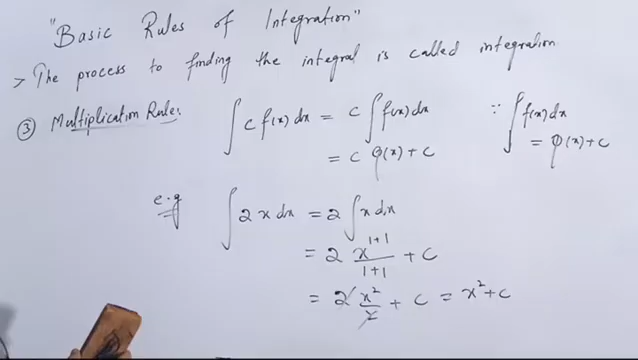 "Basic Rules of Integration"
> The process to finding the integral is called integration
③ Multiplication Rule: ∫ c f(x) dx = c ∫ f(x) dx ∵ ∫ f(x) dx
= c φ(x) + c = φ(x) + c
e.g ∫ 2 x dx = 2 ∫ x dx
= 2 x^(1+1)/(1+1) + c
= 2 x²/2 + c = x² + c